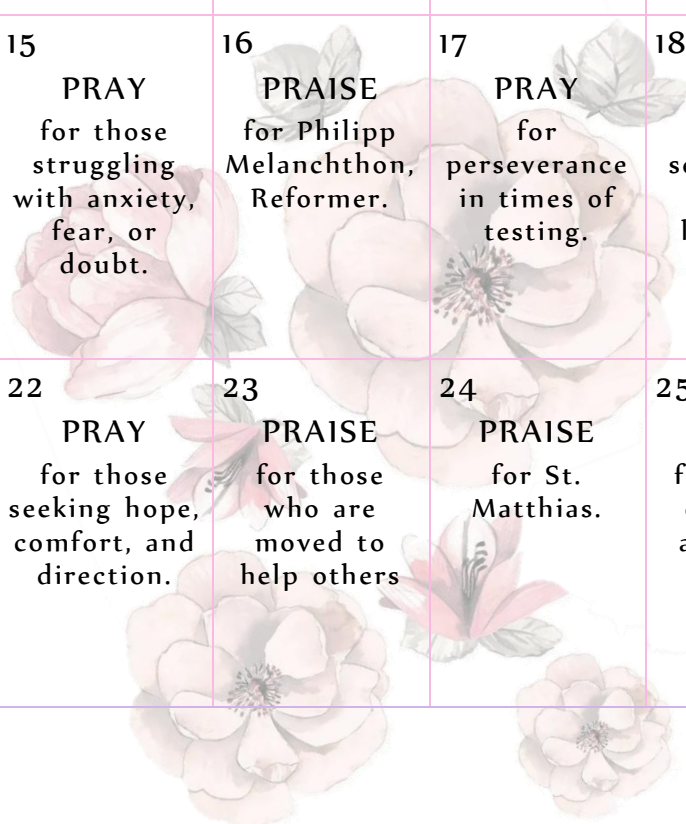 15
PRAY
for those
struggling
with anxiety,
fear, or
doubt.
16
PRAISE
for Philipp
Melanchthon,
Reformer.
17
PRAY
for
perseverance
in times of
testing.
18
22
PRAY
for those
seeking hope,
comfort, and
direction.
23
PRAISE
for those
who are
moved to
help others
24
PRAISE
for St.
Matthias.
25